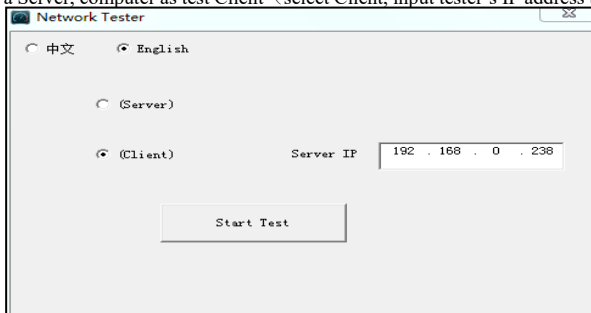 a Server, computer as test Client（select Client, input tester's IP address
Network Tester
中文 English
(Server)
(Client) Server IP 192 . 168 . 0 . 238
Start Test